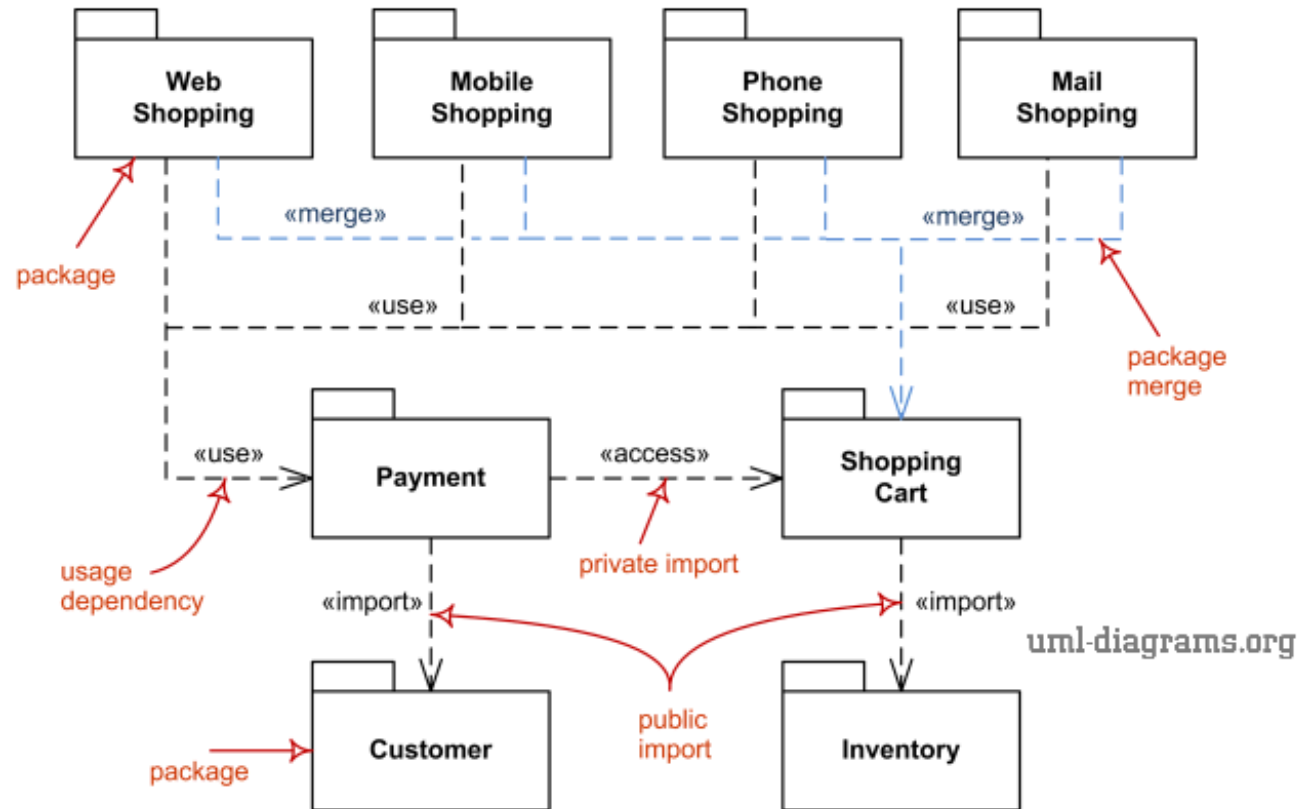 Web
Shopping
Mobile
Shopping
Phone
Shopping
Mail
Shopping
«merge»
«merge»
package
«use»
«use»
package
merge
«use»
Payment
«access»
Shopping
Cart
usage
dependency
private import
«import»
«import»
uml-diagrams.org
Customer
public
import
Inventory
package